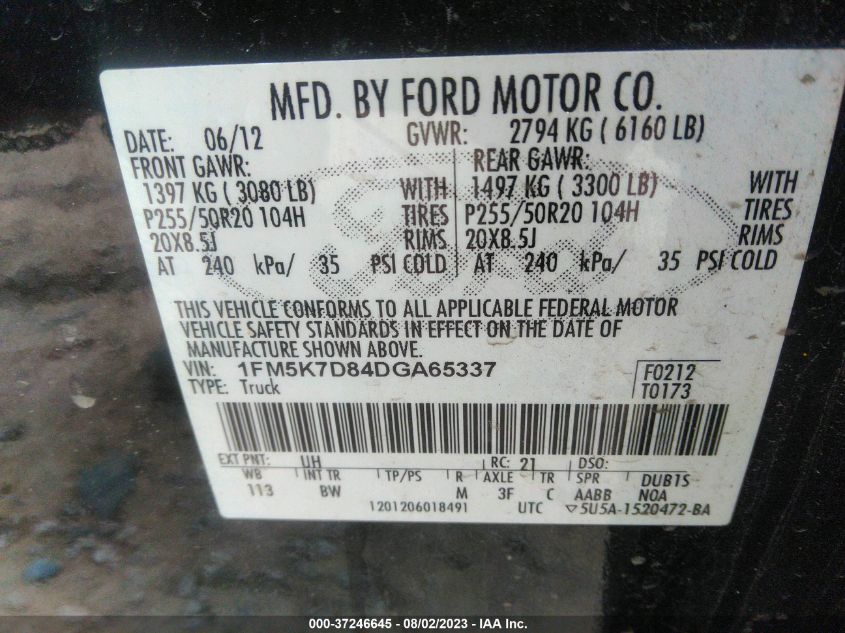 MFD. BY FORD MOTOR CO.
DATE: 06/12 GVWR: 2794 KG ( 6160 LB)
FRONT GAWR: REAR GAWR:
1397 KG ( 3080 LB) WITH 1497 KG ( 3300 LB) WITH
P255/50R20 104H TIRES P255/50R20 104H TIRES
20X8.5J RIMS 20X8.5J RIMS
AT 240 kPa/ 35 PSI COLD AT 240 kPa/ 35 PSI COLD
THIS VEHICLE CONFORMS TO ALL APPLICABLE FEDERAL MOTOR
VEHICLE SAFETY STANDARDS IN EFFECT ON THE DATE OF
MANUFACTURE SHOWN ABOVE.
VIN: 1FM5K7D84DGA65337 F0212
TYPE: Truck T0173
EXT PNT: UH RC: 21 DSO:
WB INT TR TP/PS R AXLE TR SPR DUB1S
113 BW M 3F C AABB N0A
1201206018491 UTC ▽5U5A-1520472-BA
000-37246645 / 08/02/2023 - IAA Inc.